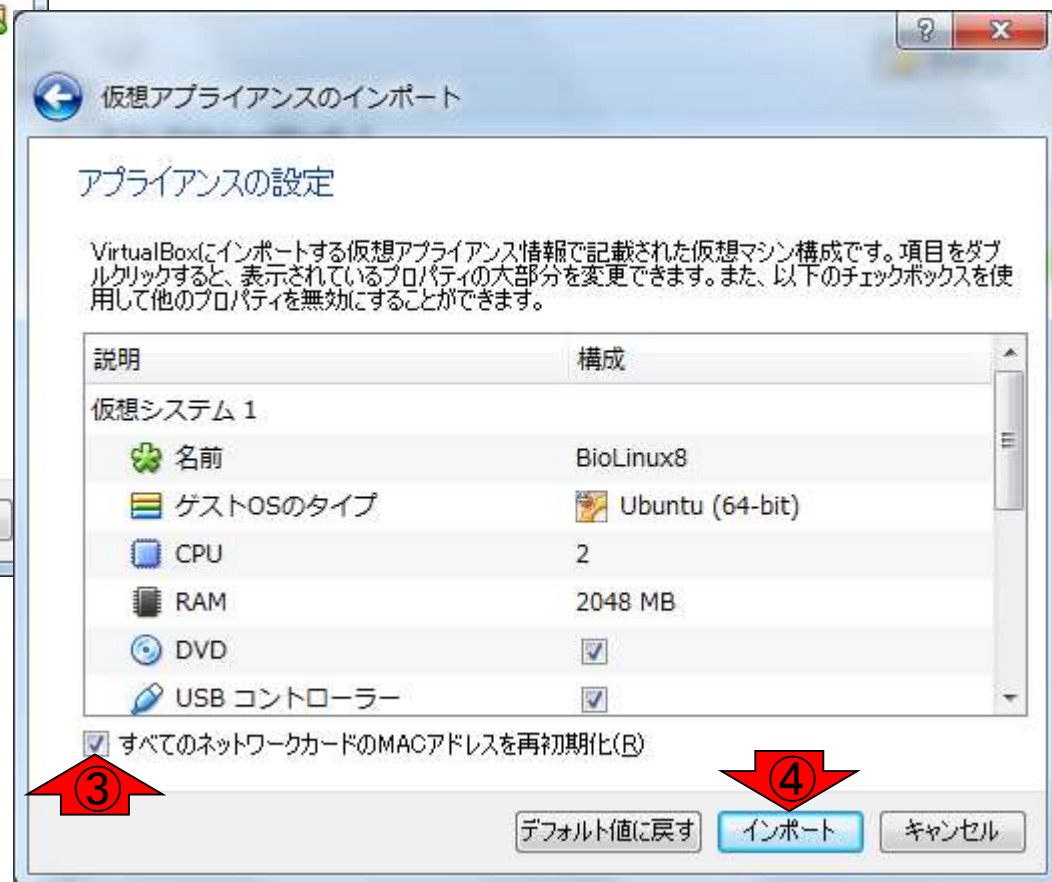 仮想アプライアンスのインポート
アプライアンスの設定
VirtualBoxにインポートする仮想アプライアンス情報で記載された仮想マシン構成です。項目をダブ
ルクリックすると、表示されているプロパティの大部分を変更できます。また、以下のチェックボックスを使
用して他のプロパティを無効にすることができます。
説明 構成
仮想システム 1
名前 BioLinux8
ゲストOSのタイプ Ubuntu (64-bit)
CPU 2
RAM 2048 MB
DVD
USB コントローラー
すべてのネットワークカードのMACアドレスを再初期化(R)
③ ④
デフォルト値に戻す インポート キャンセル